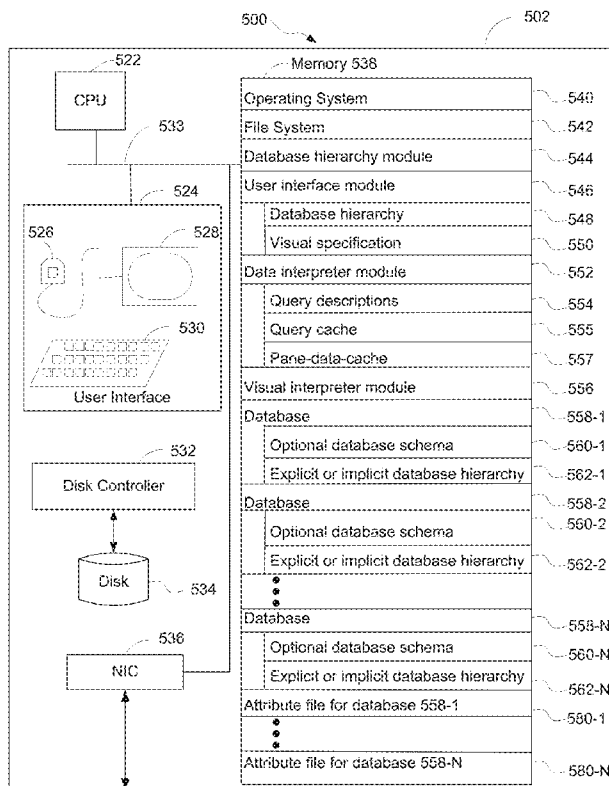 500
502
522
CPU
533
524
526
528
530
User Interface
532
Disk Controller
Disk
534
536
NIC
Memory 538
Operating System 540
File System 542
Database hierarchy module 544
User interface module 546
Database hierarchy 548
Visual specification 550
Data interpreter module 552
Query descriptions 554
Query cache 555
Pane-data-cache 557
Visual interpreter module 556
Database 558-1
Optional database schema 560-1
Explicit or implicit database hierarchy 562-1
Database 558-2
Optional database schema 560-2
Explicit or implicit database hierarchy 562-2
Database 558-N
Optional database schema 560-N
Explicit or implicit database hierarchy 562-N
Attribute file for database 558-1 580-1
Attribute file for database 558-N 580-N